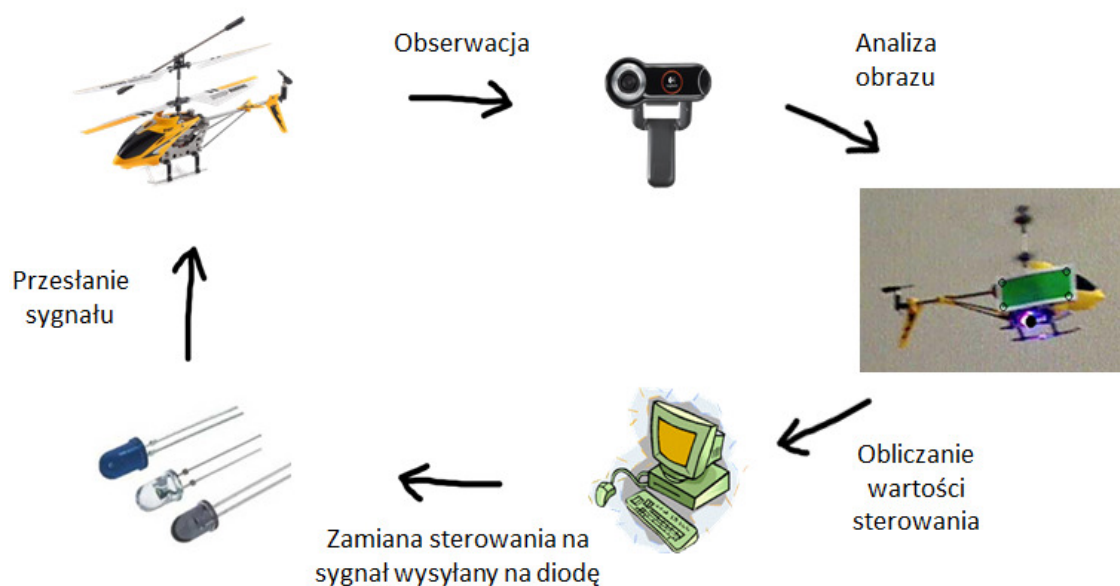 Obserwacja
Analiza
obrazu
Obliczanie
wartości
sterowania
Zamiana sterowania na
sygnał wysyłany na diodę
Przesłanie
sygnału